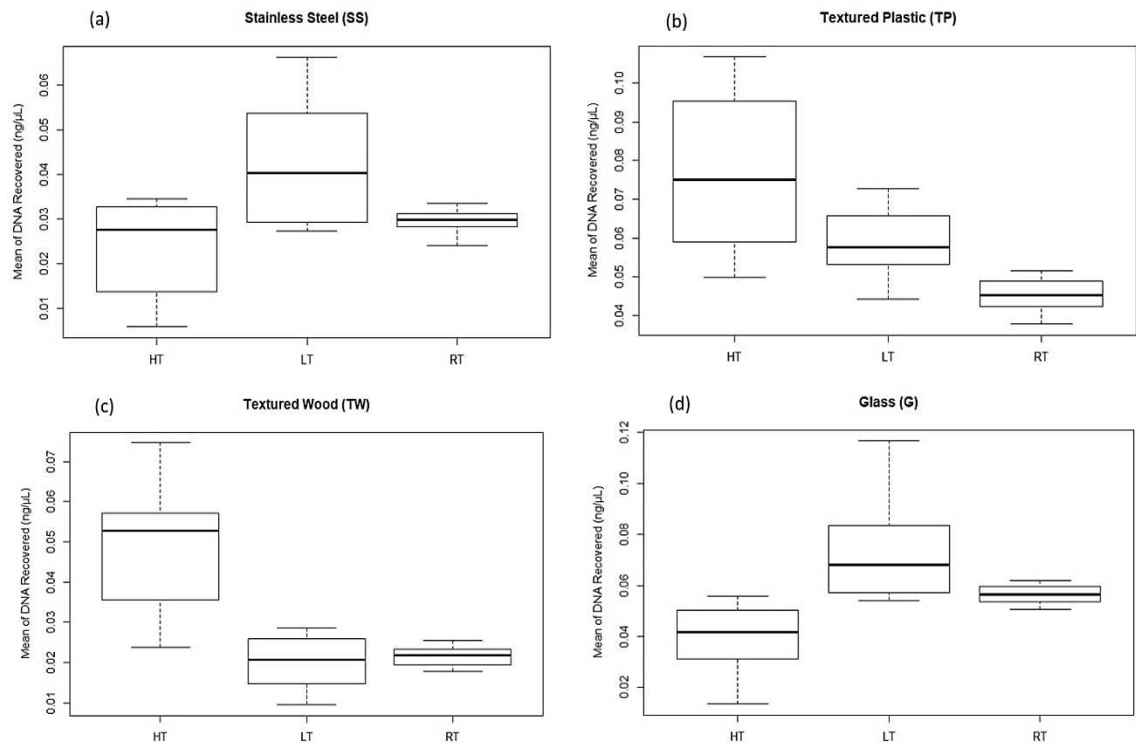 (a)
Stainless Steel (SS)
Mean of DNA Recovered (ng/µL)
0.06
0.05
0.04
0.03
0.02
0.01
HT LT RT
(b)
Textured Plastic (TP)
Mean of DNA Recovered (ng/µL)
0.10
0.09
0.08
0.07
0.06
0.05
0.04
HT LT RT
(c)
Textured Wood (TW)
Mean of DNA Recovered (ng/µL)
0.07
0.06
0.05
0.04
0.03
0.02
0.01
HT LT RT
(d)
Glass (G)
Mean of DNA Recovered (ng/µL)
0.12
0.10
0.08
0.06
0.04
0.02
HT LT RT